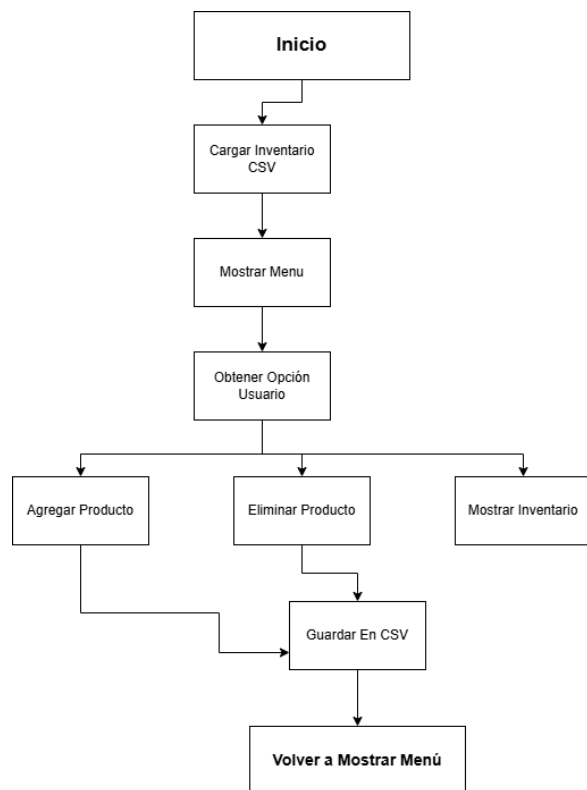 Inicio
Cargar Inventario
CSV
Mostrar Menu
Obtener Opción
Usuario
Agregar Producto
Eliminar Producto
Mostrar Inventario
Guardar En CSV
Volver a Mostrar Menú